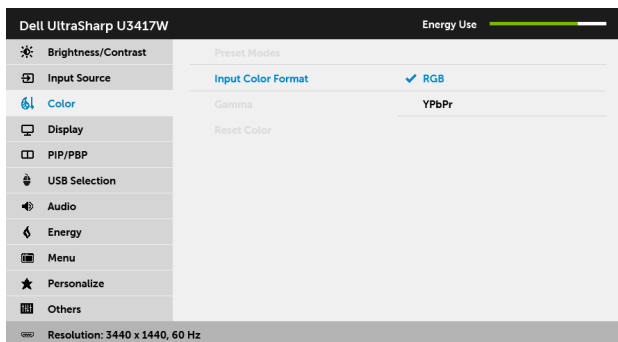 Dell UltraSharp U3417W Energy Use
Brightness/Contrast Preset Modes
Input Source Input Color Format RGB
Color Gamma YPbPr
Display Reset Color
PIP/PBP
USB Selection
Audio
Energy
Menu
Personalize
Others
Resolution: 3440 x 1440, 60 Hz